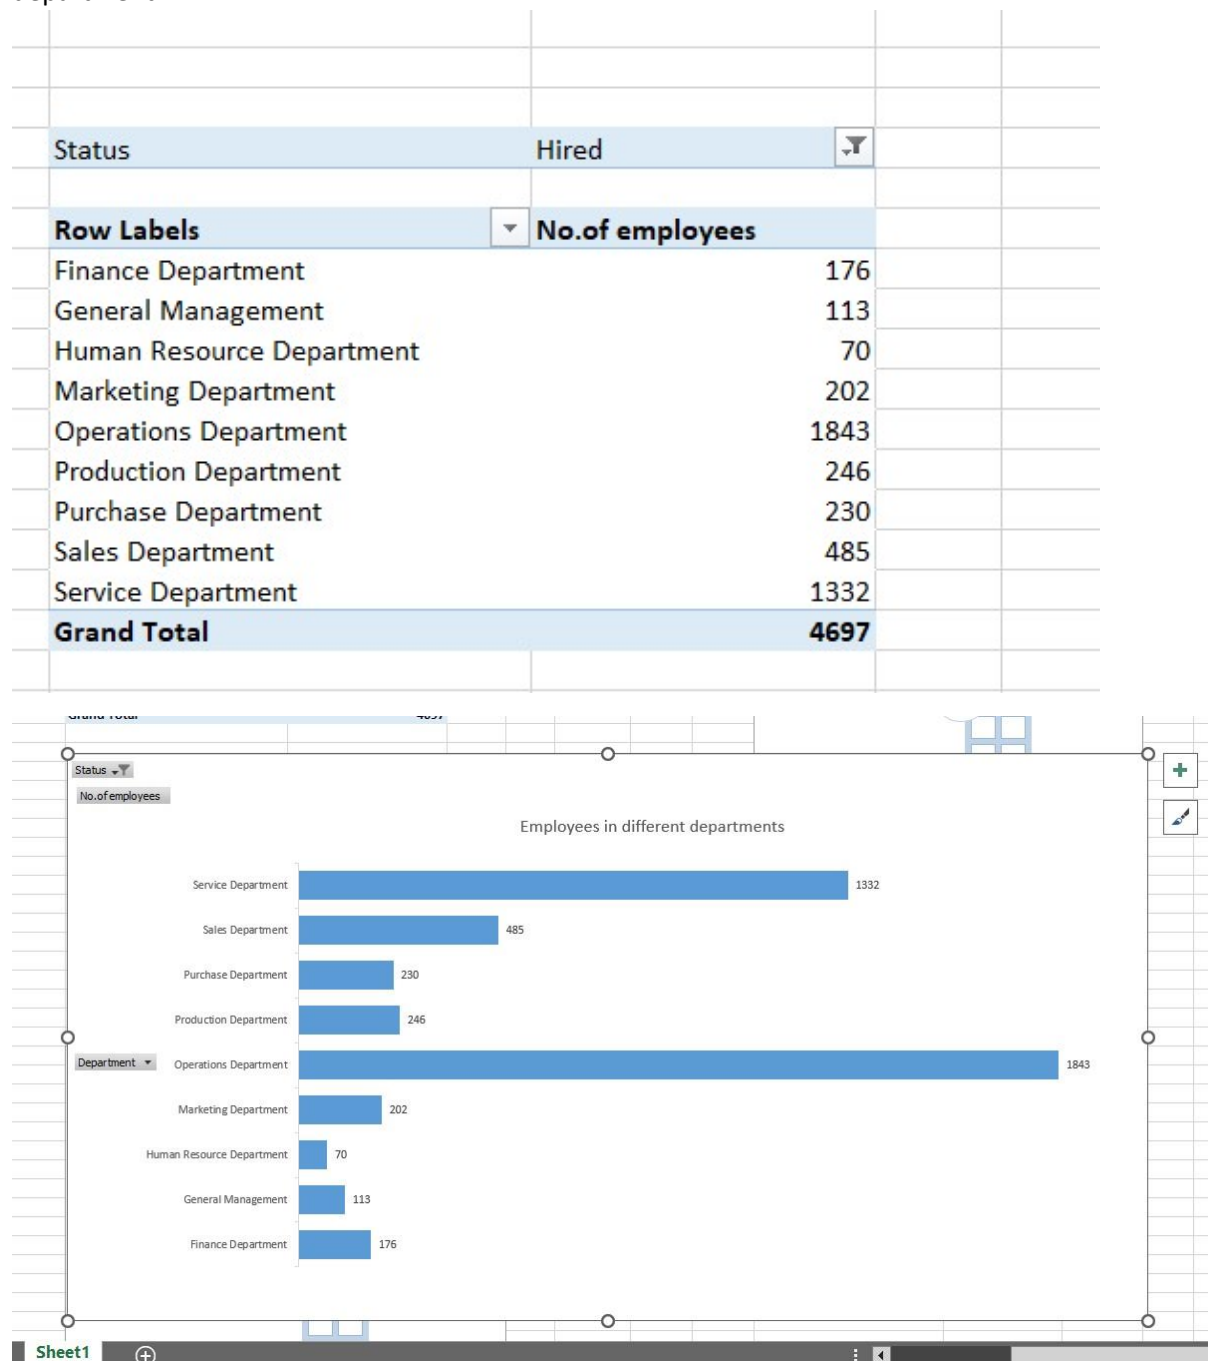 Status Hired
Row Labels No.of employees
Finance Department 176
General Management 113
Human Resource Department 70
Marketing Department 202
Operations Department 1843
Production Department 246
Purchase Department 230
Sales Department 485
Service Department 1332
Grand Total 4697
Grand Total 4697
Status
No.of employees
Employees in different departments
Service Department 1332
Sales Department 485
Purchase Department 230
Production Department 246
Department Operations Department 1843
Marketing Department 202
Human Resource Department 70
General Management 113
Finance Department 176
Sheet1